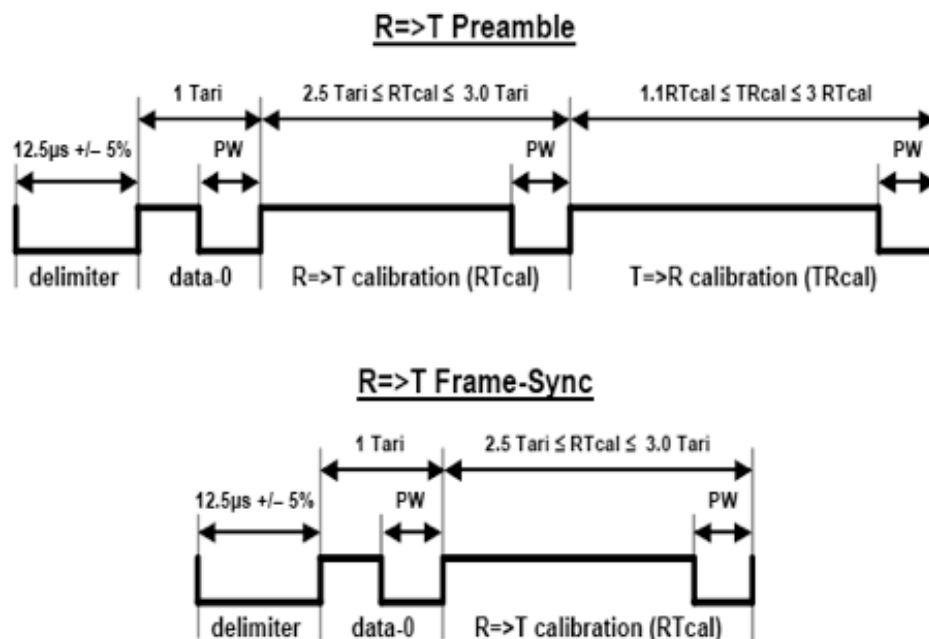 R=>T Preamble
1 Tari
2.5 Tari ≤ RTcal ≤ 3.0 Tari
1.1RTcal ≤ TRcal ≤ 3 RTcal
12.5µs +/– 5%
PW
PW
PW
delimiter
data-0
R=>T calibration (RTcal)
T=>R calibration (TRcal)
R=>T Frame-Sync
1 Tari
2.5 Tari ≤ RTcal ≤ 3.0 Tari
12.5µs +/– 5%
PW
PW
delimiter
data-0
R=>T calibration (RTcal)